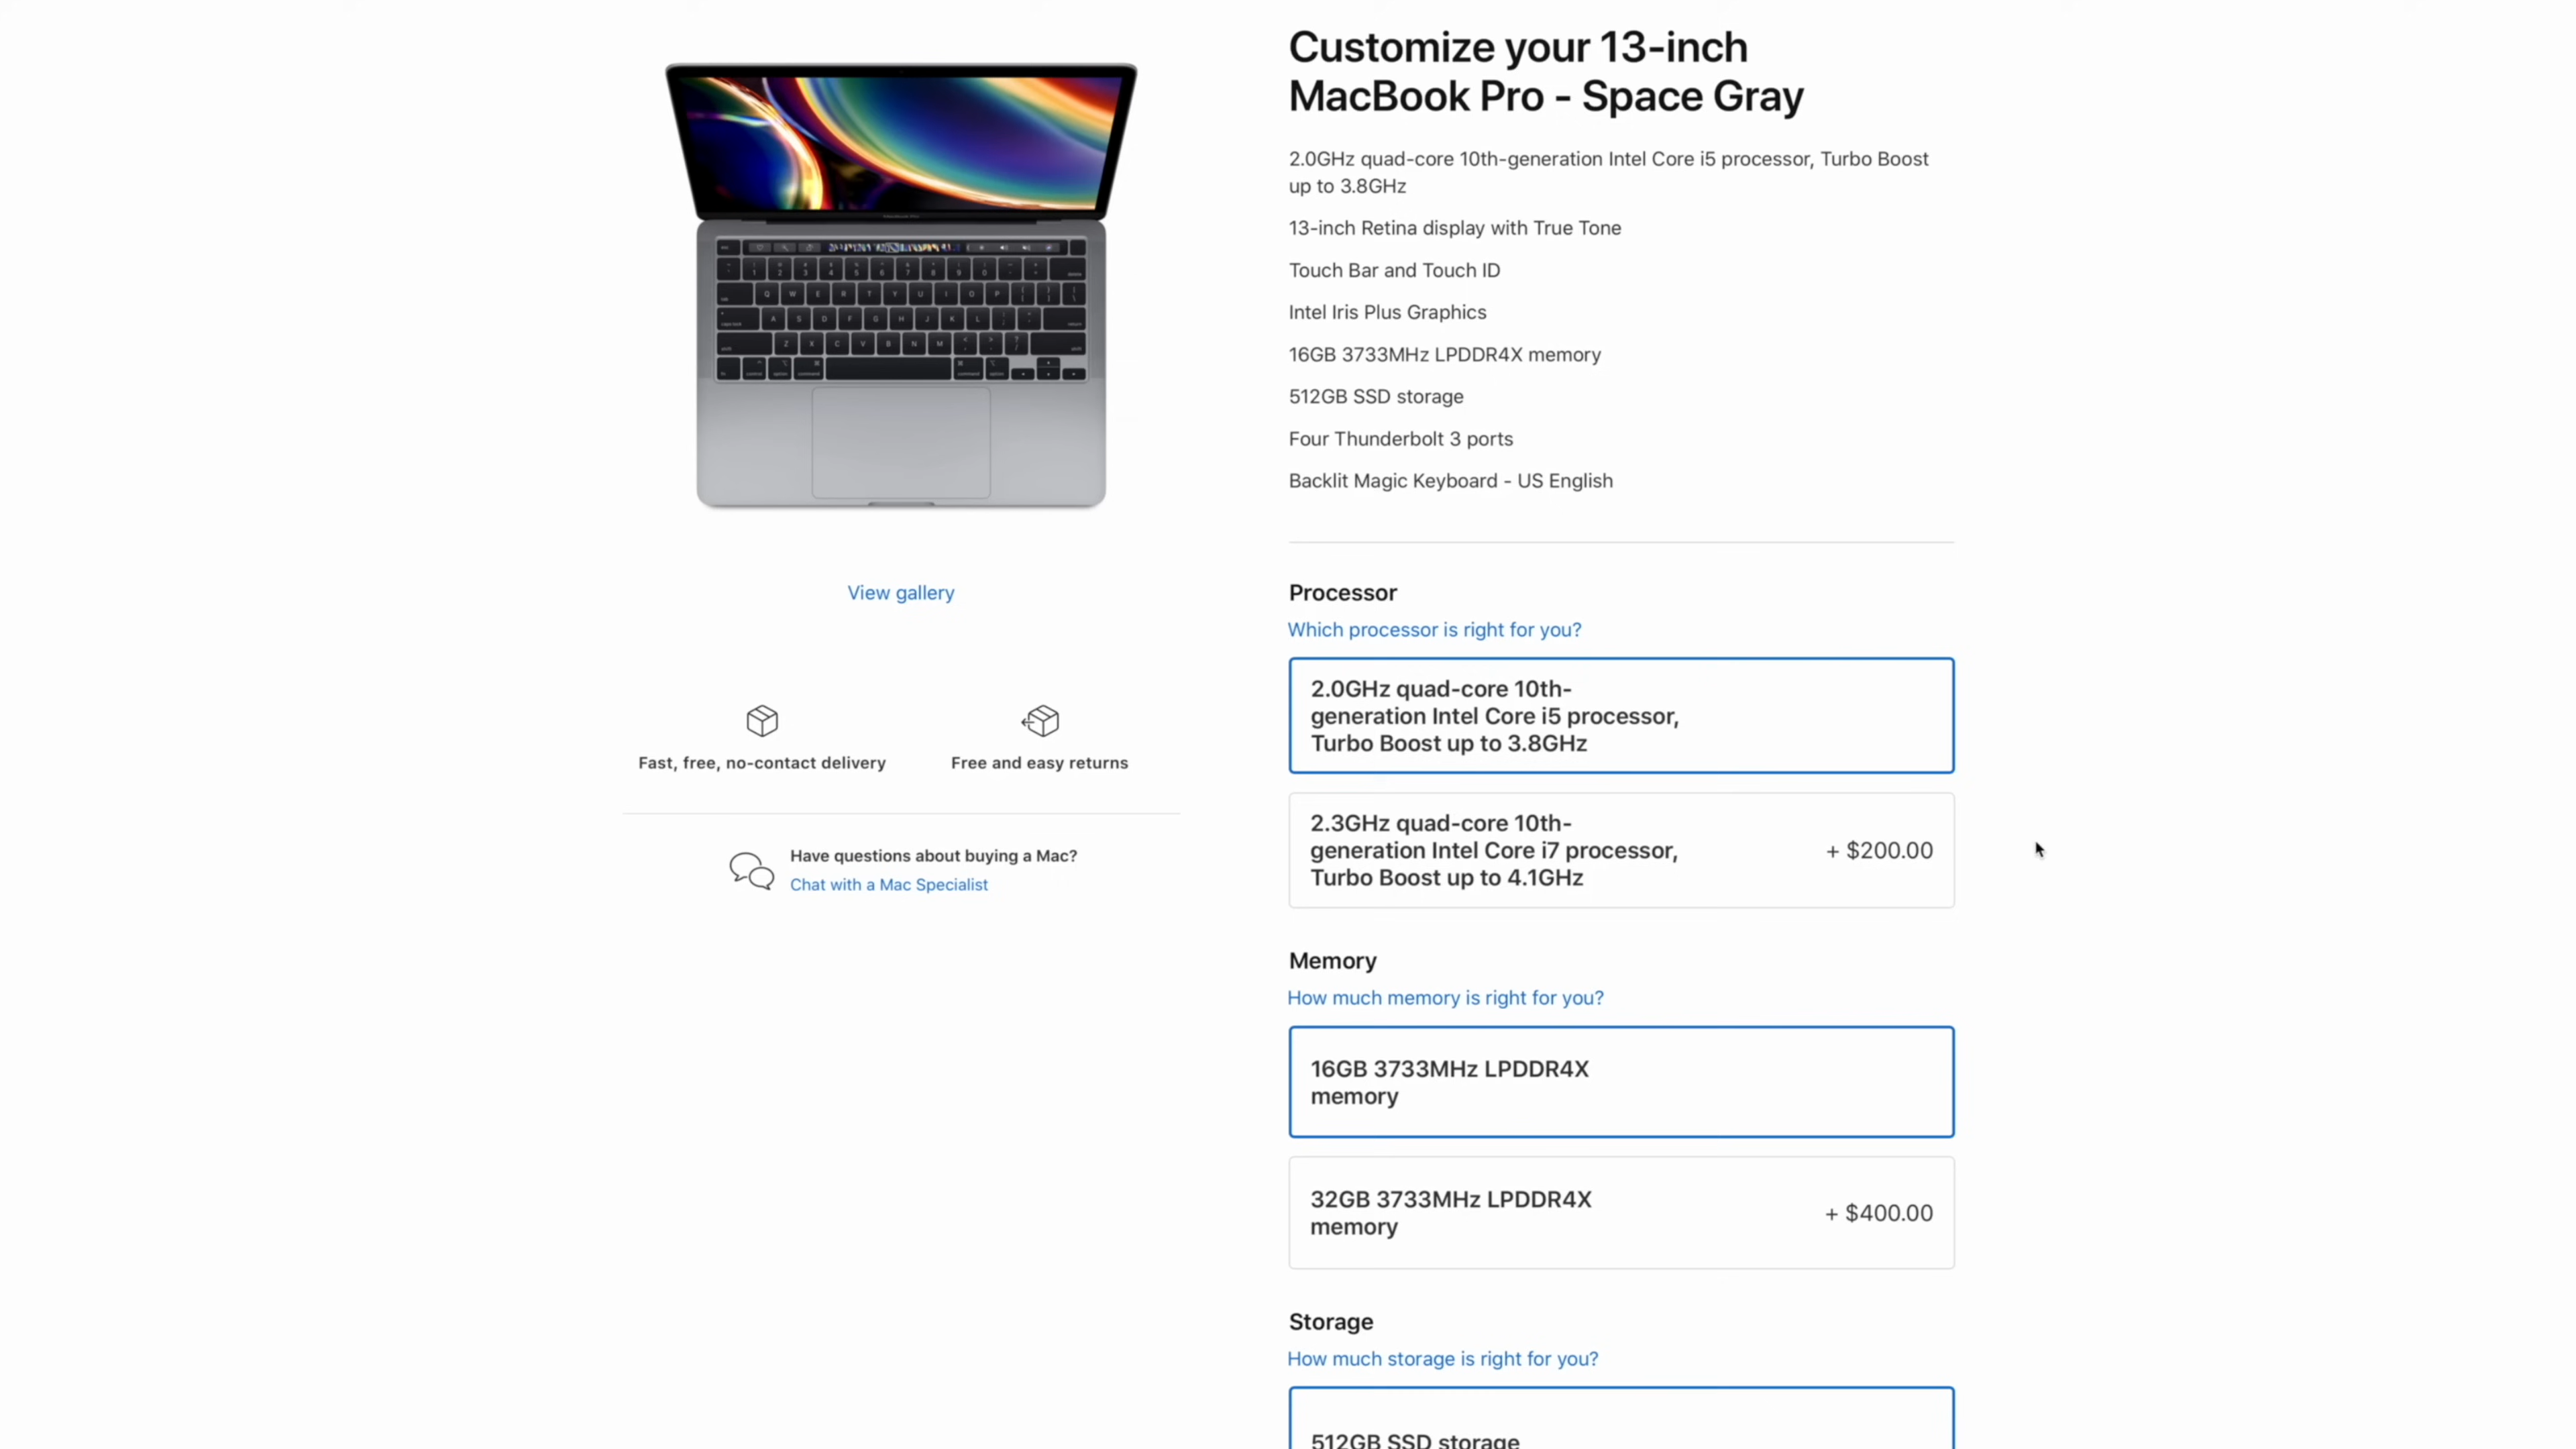 Customize your 13-inch
MacBook Pro - Space Gray
2.0GHz quad-core 10th-generation Intel Core i5 processor, Turbo Boost
up to 3.8GHz
13-inch Retina display with True Tone
Touch Bar and Touch ID
Intel Iris Plus Graphics
16GB 3733MHz LPDDR4X memory
512GB SSD storage
Four Thunderbolt 3 ports
Backlit Magic Keyboard - US English
View gallery
Fast, free, no-contact delivery
Free and easy returns
Have questions about buying a Mac?
Chat with a Mac Specialist
Processor
Which processor is right for you?
2.0GHz quad-core 10th-
generation Intel Core i5 processor,
Turbo Boost up to 3.8GHz
2.3GHz quad-core 10th-
generation Intel Core i7 processor,
Turbo Boost up to 4.1GHz
+ $200.00
Memory
How much memory is right for you?
16GB 3733MHz LPDDR4X
memory
32GB 3733MHz LPDDR4X
memory
+ $400.00
Storage
How much storage is right for you?
512GB SSD storage